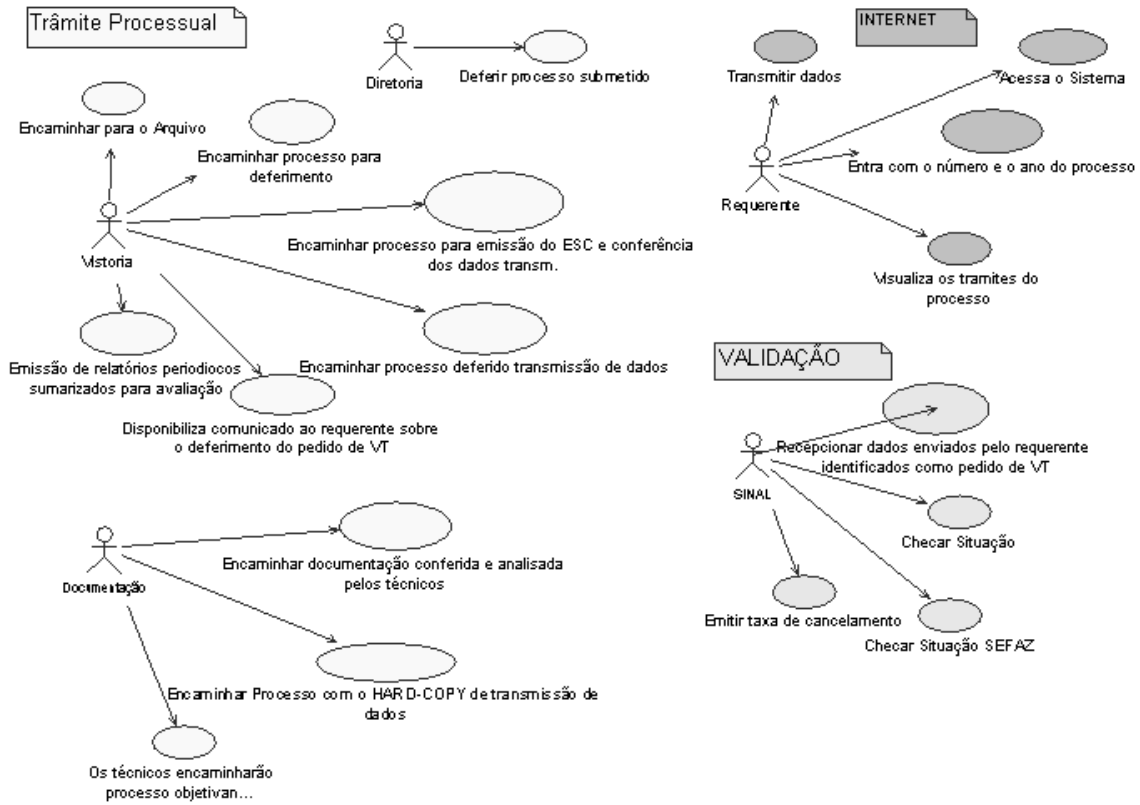 Trâmite Processual
Diretoria
Deferir processo submetido
Encaminhar para o Arquivo
Encaminhar processo para
deferimento
Vistoria
Encaminhar processo para emissão do ESC e conferência
dos dados transm.
Encaminhar processo deferido transmissão de dados
Emissão de relatórios periodiocos
sumarizados para avaliação
Disponibiliza comunicado ao requerente sobre
o deferimento do pedido de VT
Documentação
Encaminhar documentação conferida e analisada
pelos técnicos
Encaminhar Processo com o HARD-COPY de transmissão de
dados
Os técnicos encaminharão
processo objetivan...
INTERNET
Transmitir dados
Acessa o Sistema
Entra com o número e o ano do processo
Requerente
Visualiza os tramites do
processo
VALIDAÇÃO
Recepcionar dados enviados pelo requerente
identificados como pedido de VT
SINAL
Checar Situação
Emitir taxa de cancelamento
Checar Situação SEFAZ